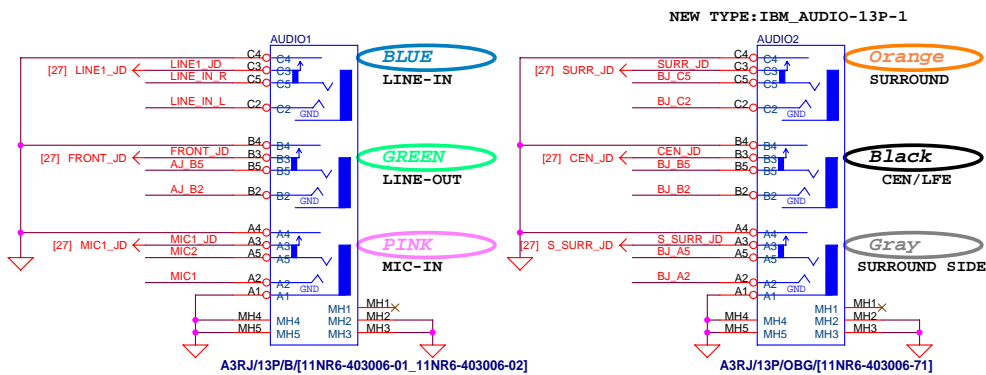 NEW TYPE:IBM_AUDIO-13P-1
AUDIO1
C4 C4 BLUE
[27] LINE1_JD LINE1_JD C3 C3 LINE-IN
LINE_IN_R C5 C5
LINE_IN_L C2 C2
GND
B4 B4
[27] FRONT_JD FRONT_JD B3 B3 GREEN
AJ_B5 B5 B5 LINE-OUT
AJ_B2 B2 B2
GND
A4 A4
[27] MIC1_JD MIC1_JD A3 A3 PINK
MIC2 A5 A5 MIC-IN
MIC1 A2 A2
GND
A1 A1
MH1 MH1
MH4 MH4 MH2 MH2
MH5 MH5 MH3 MH3
A3RJ/13P/B/[11NR6-403006-01_11NR6-403006-02]
AUDIO2
C4 C4 Orange
[27] SURR_JD SURR_JD C3 C3 SURROUND
BJ_C5 C5 C5
BJ_C2 C2 C2
GND
B4 B4
[27] CEN_JD CEN_JD B3 B3 Black
BJ_B5 B5 B5 CEN/LFE
BJ_B2 B2 B2
GND
A4 A4
[27] S_SURR_JD S_SURR_JD A3 A3 Gray
BJ_A5 A5 A5 SURROUND SIDE
BJ_A2 A2 A2
GND
A1 A1
MH1 MH1
MH4 MH4 MH2 MH2
MH5 MH5 MH3 MH3
A3RJ/13P/OBG/[11NR6-403006-71]